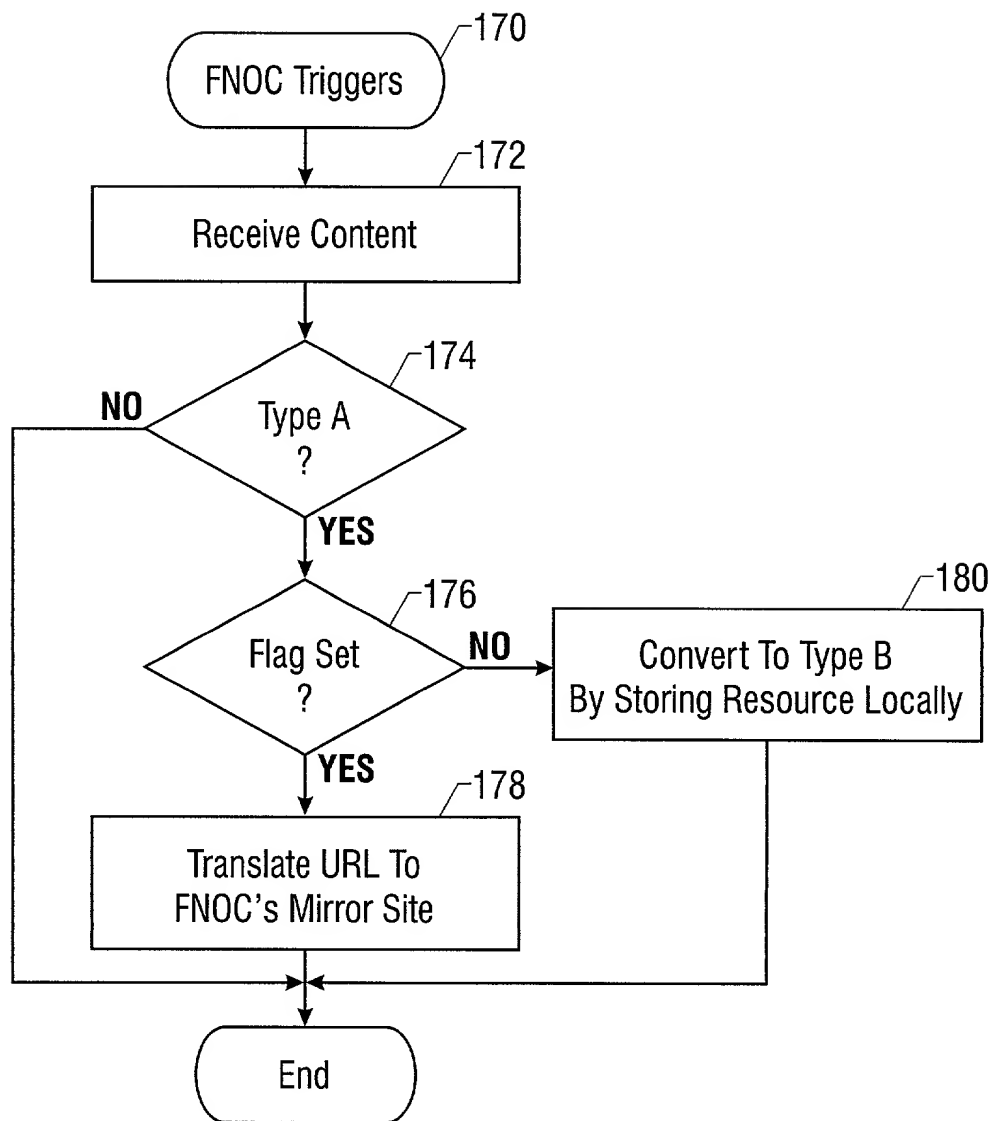 170
FNOC Triggers
172
Receive Content
174
NO
Type A
?
YES
176
Flag Set
?
NO
180
Convert To Type B
By Storing Resource Locally
YES
178
Translate URL To
FNOC's Mirror Site
End